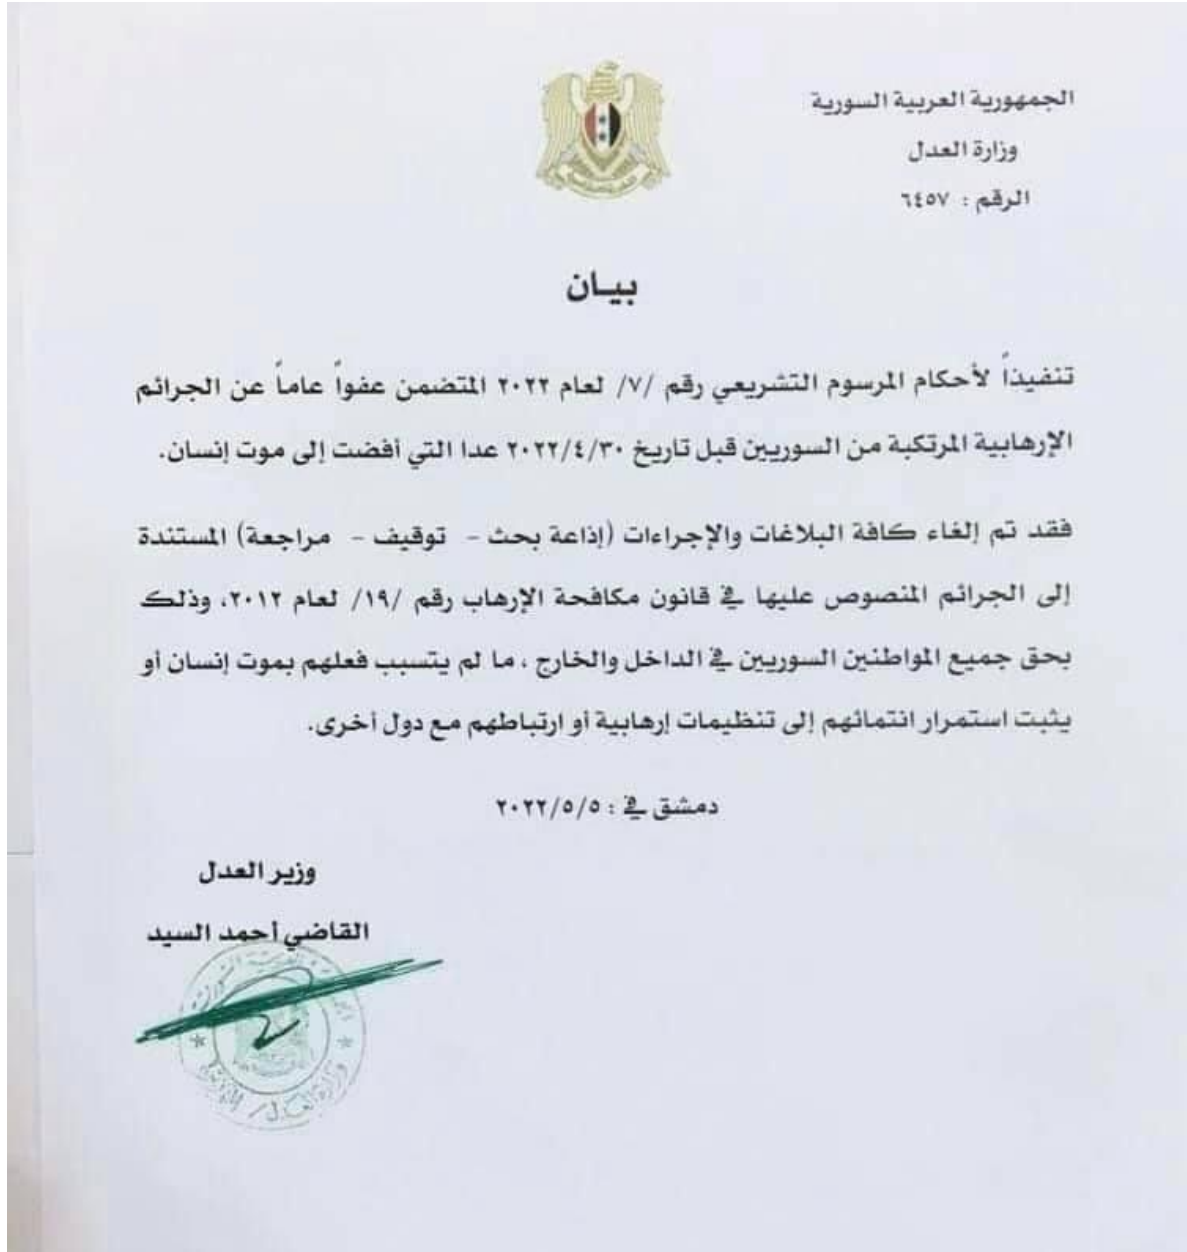 الجمهورية العربية السورية
وزارة العدل
الرقم : ٦٤٥٧
بيـان
تنفيذاً لأحكام المرسوم التشريعي رقم /٧/ لعام ٢٠٢٢ المتضمن عفواً عاماً عن الجرائم
الإرهابية المرتكبة من السوريين قبل تاريخ ٢٠٢٢/٤/٣٠ عدا التي أفضت إلى موت إنسان.
فقد تم إلغاء كافة البلاغات والإجراءات (إذاعة بحث - توقيف - مراجعة) المستندة
إلى الجرائم المنصوص عليها في قانون مكافحة الإرهاب رقم /١٩/ لعام ٢٠١٢، وذلك
بحق جميع المواطنين السوريين في الداخل والخارج ، ما لم يتسبب فعلهم بموت إنسان أو
يثبت استمرار انتمائهم إلى تنظيمات إرهابية أو ارتباطهم مع دول أخرى.
دمشق في : ٢٠٢٢/٥/٥
وزير العدل
القاضي أحمد السيد
وزارة العدل